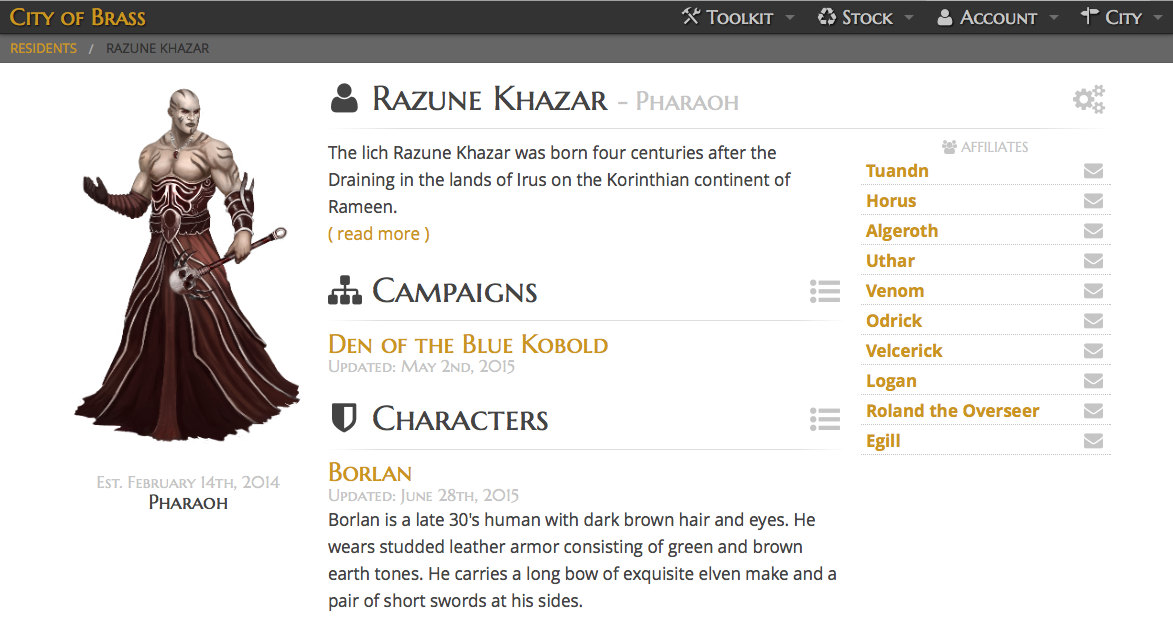 City of Brass
Toolkit Stock Account City
RESIDENTS / RAZUNE KHAZAR
Razune Khazar - Pharaoh
The lich Razune Khazar was born four centuries after the
Draining in the lands of Irus on the Korinthian continent of
Rameen.
( read more )
Campaigns
Den of the Blue Kobold
Updated: May 2nd, 2015
Characters
Borlan
Updated: June 28th, 2015
Borlan is a late 30's human with dark brown hair and eyes. He
wears studded leather armor consisting of green and brown
earth tones. He carries a long bow of exquisite elven make and a
pair of short swords at his sides.
AFFILIATES
Tuandn
Horus
Algeroth
Uthar
Venom
Odrick
Velcerick
Logan
Roland the Overseer
Egill
Est. February 14th, 2014
Pharaoh